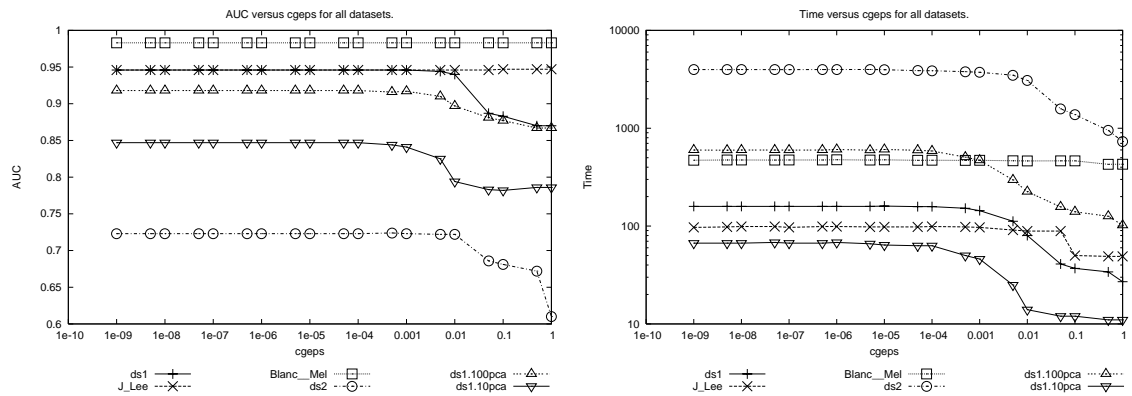 AUC versus cgeps for all datasets.
1
0.95
0.9
0.85
0.8
0.75
0.7
0.65
0.6
AUC
1e-10 1e-09 1e-08 1e-07 1e-06 1e-05 1e-04 0.001 0.01 0.1 1
cgeps
ds1 Blanc__Mel ds1.100pca
J_Lee ds2 ds1.10pca
Time versus cgeps for all datasets.
10000
1000
100
10
Time
1e-10 1e-09 1e-08 1e-07 1e-06 1e-05 1e-04 0.001 0.01 0.1 1
cgeps
ds1 Blanc__Mel ds1.100pca
J_Lee ds2 ds1.10pca